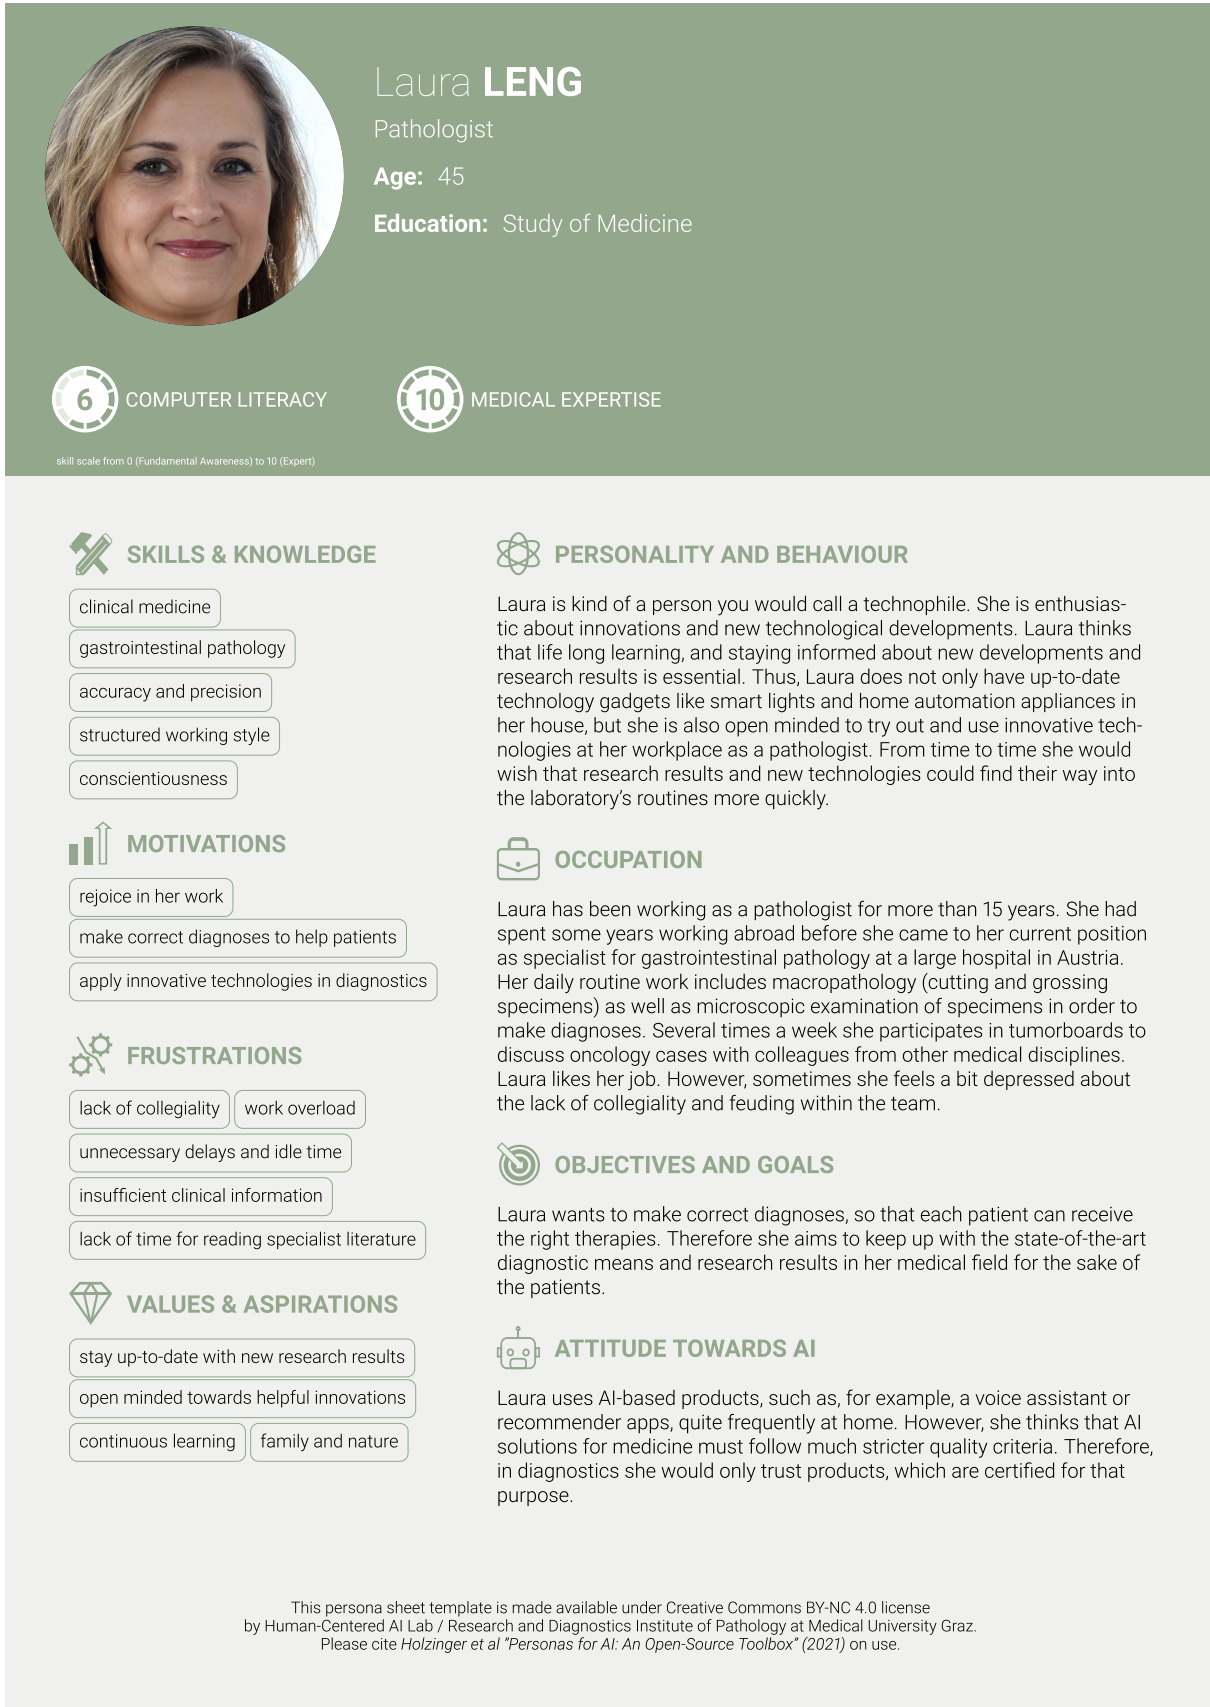 Laura LENG
Pathologist
Age: 45
Education: Study of Medicine
6 COMPUTER LITERACY
10 MEDICAL EXPERTISE
skill scale from 0 (Fundamental Awareness) to 10 (Expert)
SKILLS & KNOWLEDGE
clinical medicine
gastrointestinal pathology
accuracy and precision
structured working style
conscientiousness
MOTIVATIONS
rejoice in her work
make correct diagnoses to help patients
apply innovative technologies in diagnostics
FRUSTRATIONS
lack of collegiality work overload
unnecessary delays and idle time
insufficient clinical information
lack of time for reading specialist literature
VALUES & ASPIRATIONS
stay up-to-date with new research results
open minded towards helpful innovations
continuous learning family and nature
PERSONALITY AND BEHAVIOUR
Laura is kind of a person you would call a technophile. She is enthusias-
tic about innovations and new technological developments. Laura thinks
that life long learning, and staying informed about new developments and
research results is essential. Thus, Laura does not only have up-to-date
technology gadgets like smart lights and home automation appliances in
her house, but she is also open minded to try out and use innovative tech-
nologies at her workplace as a pathologist. From time to time she would
wish that research results and new technologies could find their way into
the laboratory's routines more quickly.
OCCUPATION
Laura has been working as a pathologist for more than 15 years. She had
spent some years working abroad before she came to her current position
as specialist for gastrointestinal pathology at a large hospital in Austria.
Her daily routine work includes macropathology (cutting and grossing
specimens) as well as microscopic examination of specimens in order to
make diagnoses. Several times a week she participates in tumorboards to
discuss oncology cases with colleagues from other medical disciplines.
Laura likes her job. However, sometimes she feels a bit depressed about
the lack of collegiality and feuding within the team.
OBJECTIVES AND GOALS
Laura wants to make correct diagnoses, so that each patient can receive
the right therapies. Therefore she aims to keep up with the state-of-the-art
diagnostic means and research results in her medical field for the sake of
the patients.
ATTITUDE TOWARDS AI
Laura uses AI-based products, such as, for example, a voice assistant or
recommender apps, quite frequently at home. However, she thinks that AI
solutions for medicine must follow much stricter quality criteria. Therefore,
in diagnostics she would only trust products, which are certified for that
purpose.
This persona sheet template is made available under Creative Commons BY-NC 4.0 license
by Human-Centered AI Lab / Research and Diagnostics Institute of Pathology at Medical University Graz.
Please cite Holzinger et al "Personas for AI: An Open-Source Toolbox" (2021) on use.